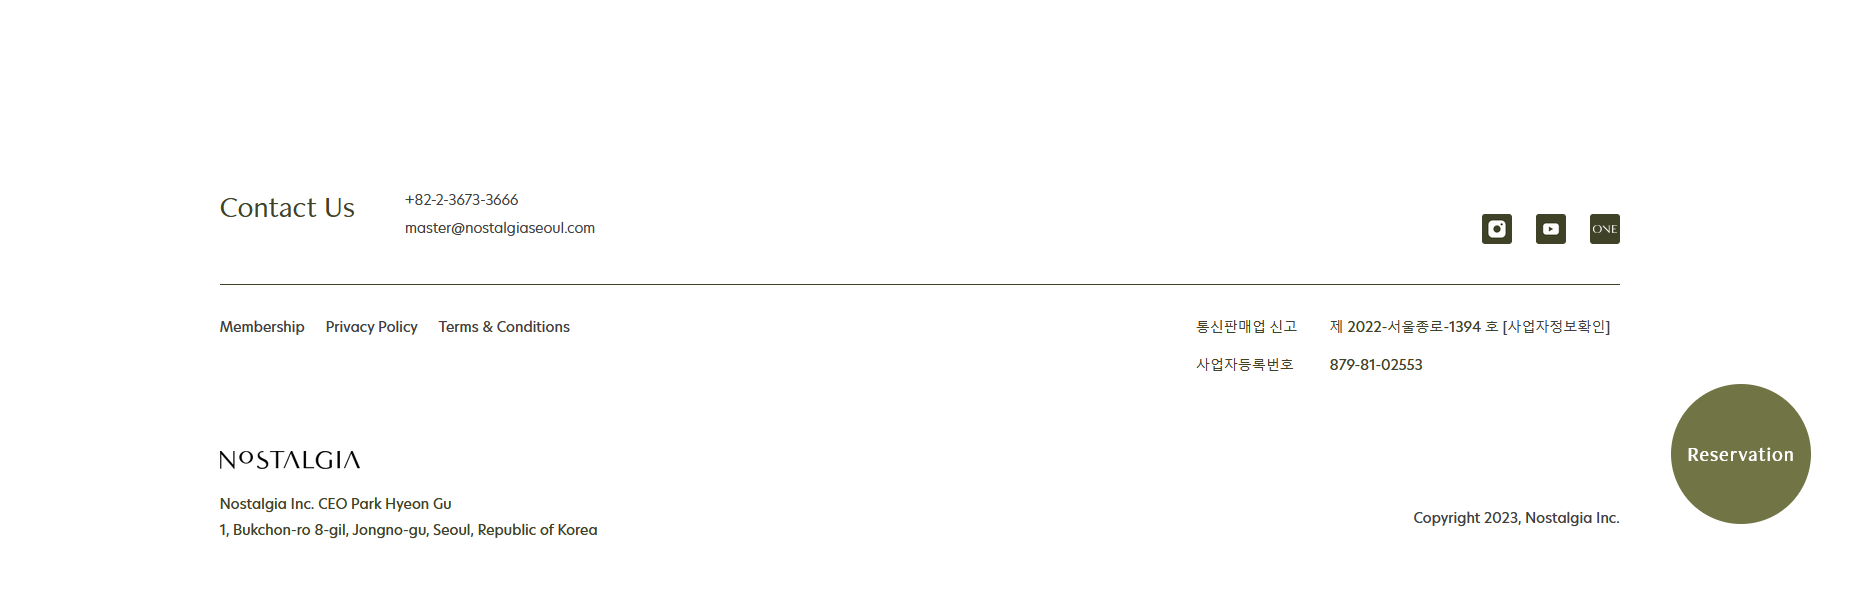 Contact Us
+82-2-3673-3666
master@nostalgiaseoul.com
ONE
Membership Privacy Policy Terms & Conditions
통신판매업 신고 제 2022-서울종로-1394 호 [사업자정보확인]
사업자등록번호 879-81-02553
Reservation
NOSTALGIA
Nostalgia Inc. CEO Park Hyeon Gu
1, Bukchon-ro 8-gil, Jongno-gu, Seoul, Republic of Korea
Copyright 2023, Nostalgia Inc.